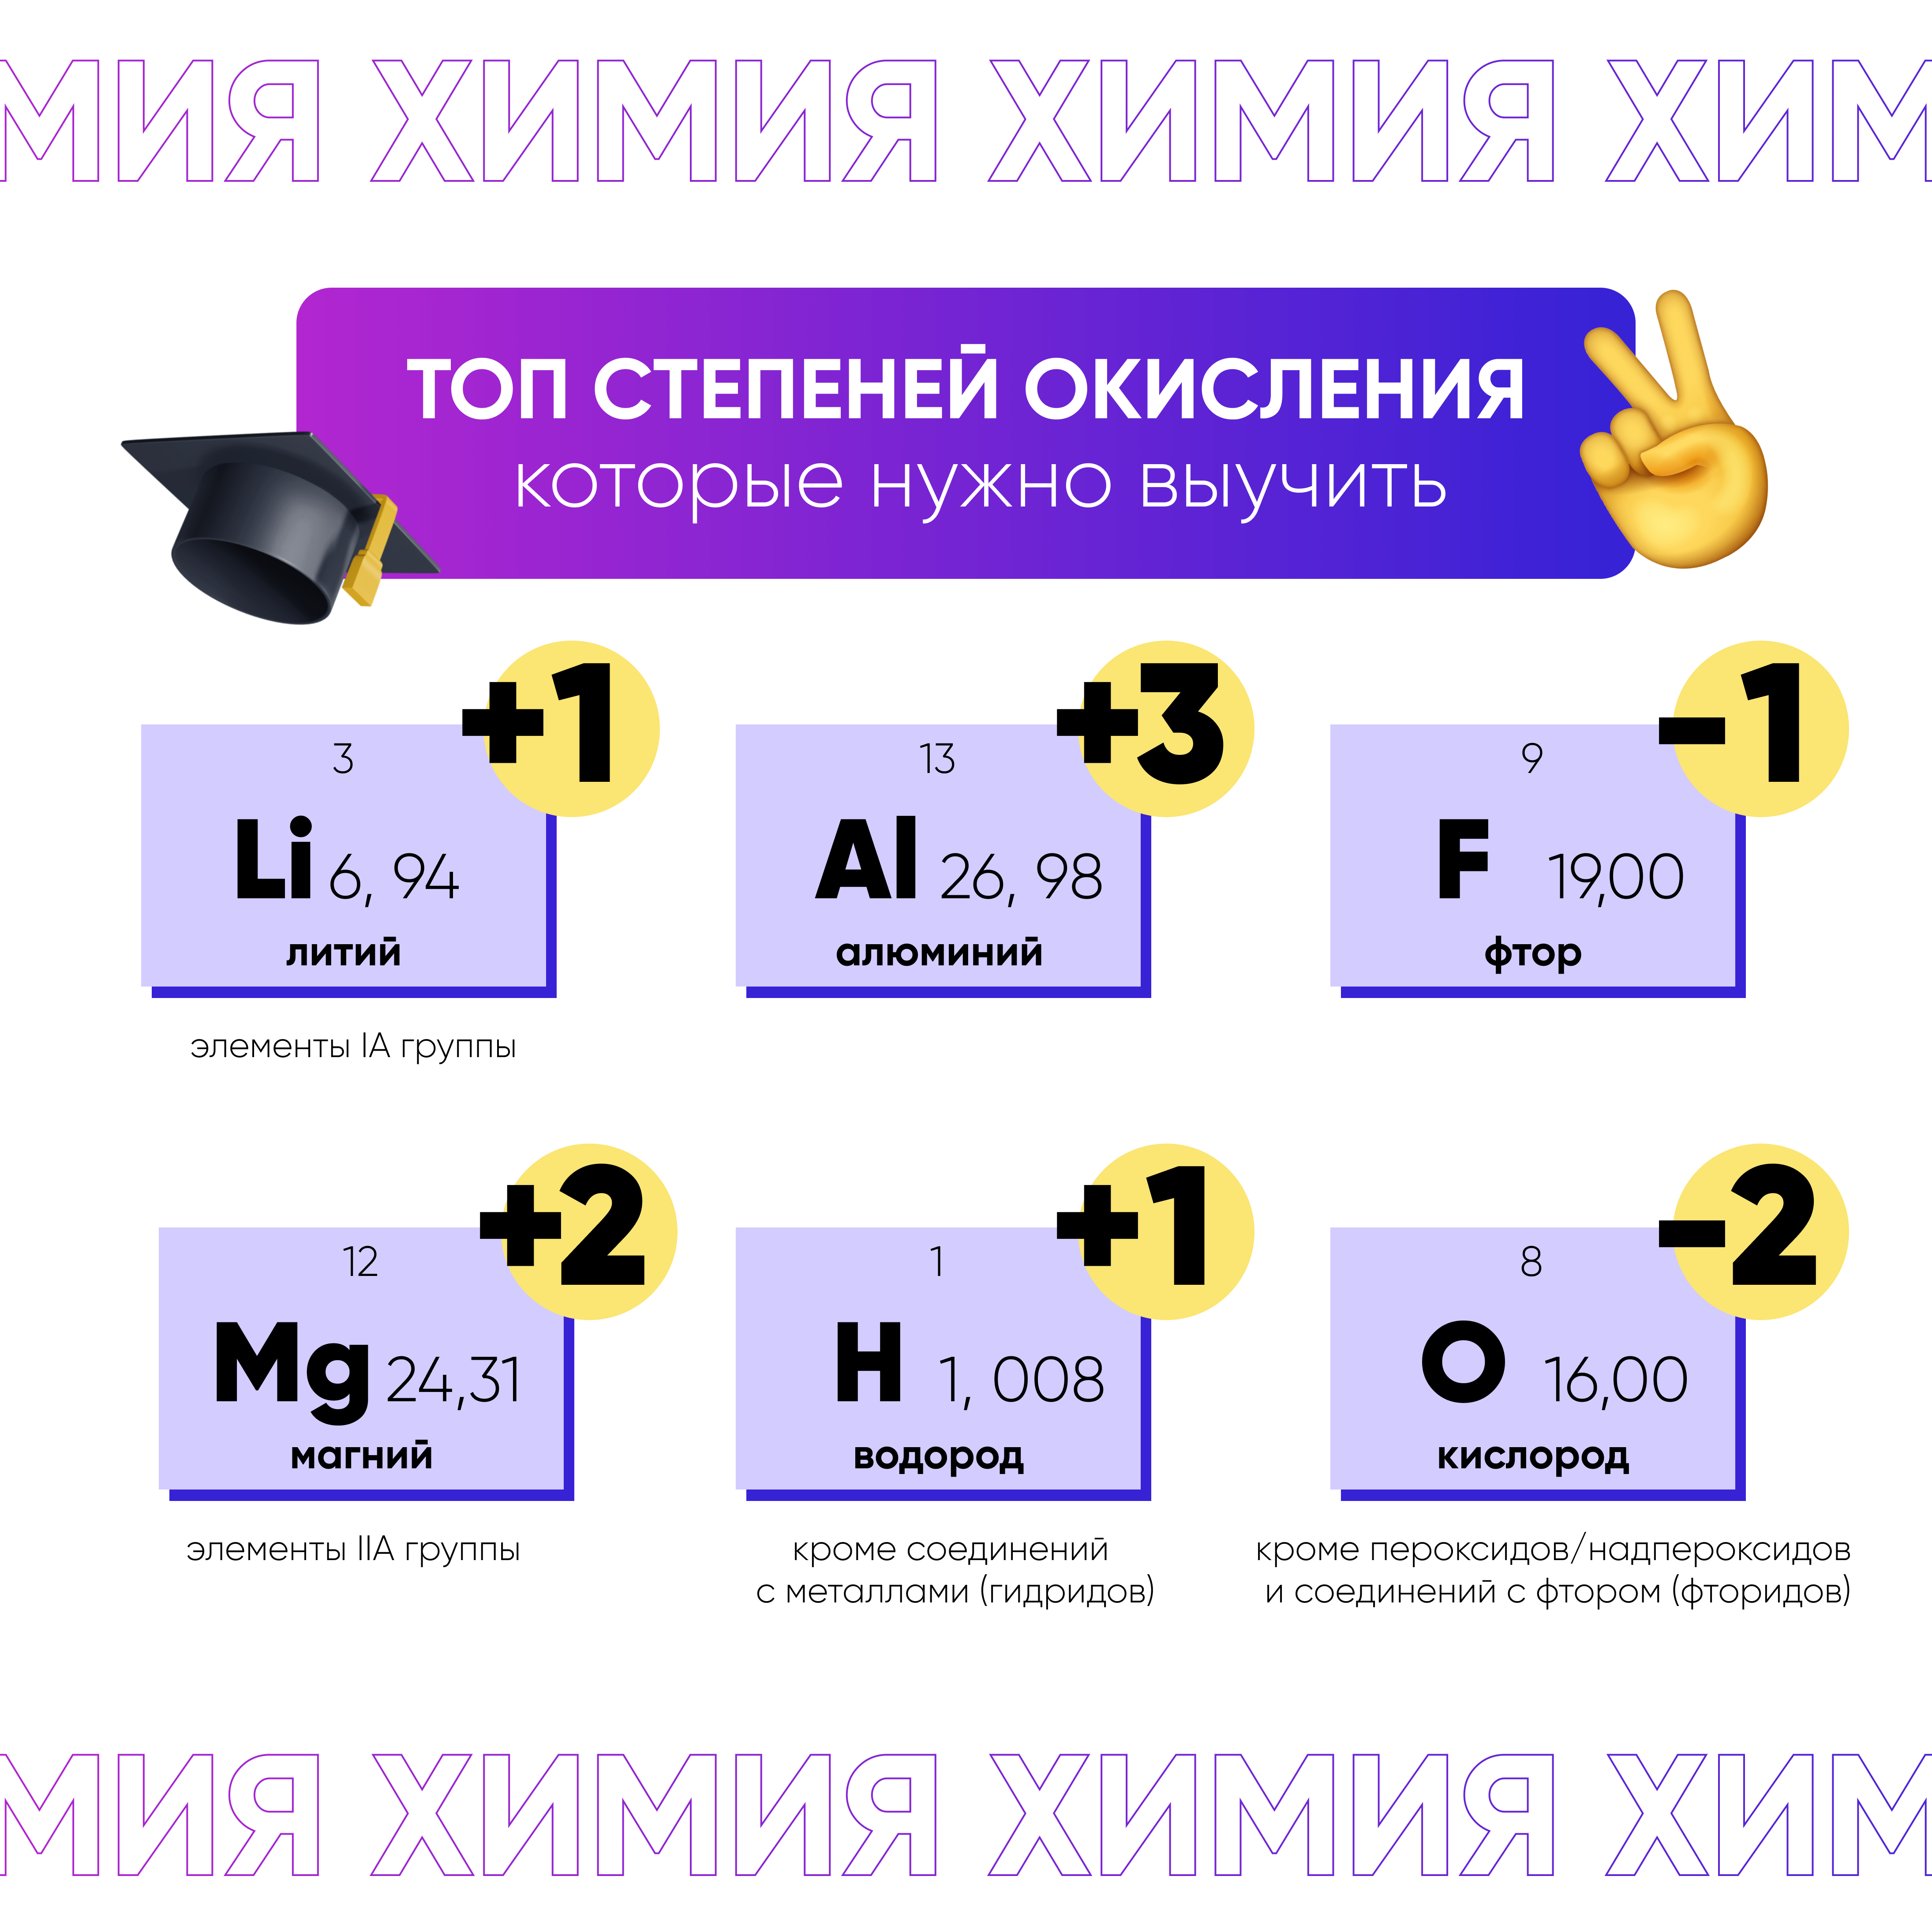 МИЯ ХИМИЯ ХИМИЯ ХИМ
ТОП СТЕПЕНЕЙ ОКИСЛЕНИЯ
которые нужно выучить
+1
3
Li 6, 94
литий
элементы IA группы
+3
13
Al 26, 98
алюминий
-1
9
F 19,00
фтор
+2
12
Mg 24,31
магний
элементы IIA группы
+1
1
H 1, 008
водород
кроме соединений
с металлами (гидридов)
-2
8
O 16,00
кислород
кроме пероксидов/надпероксидов
и соединений с фтором (фторидов)
МИЯ ХИМИЯ ХИМИЯ ХИМ